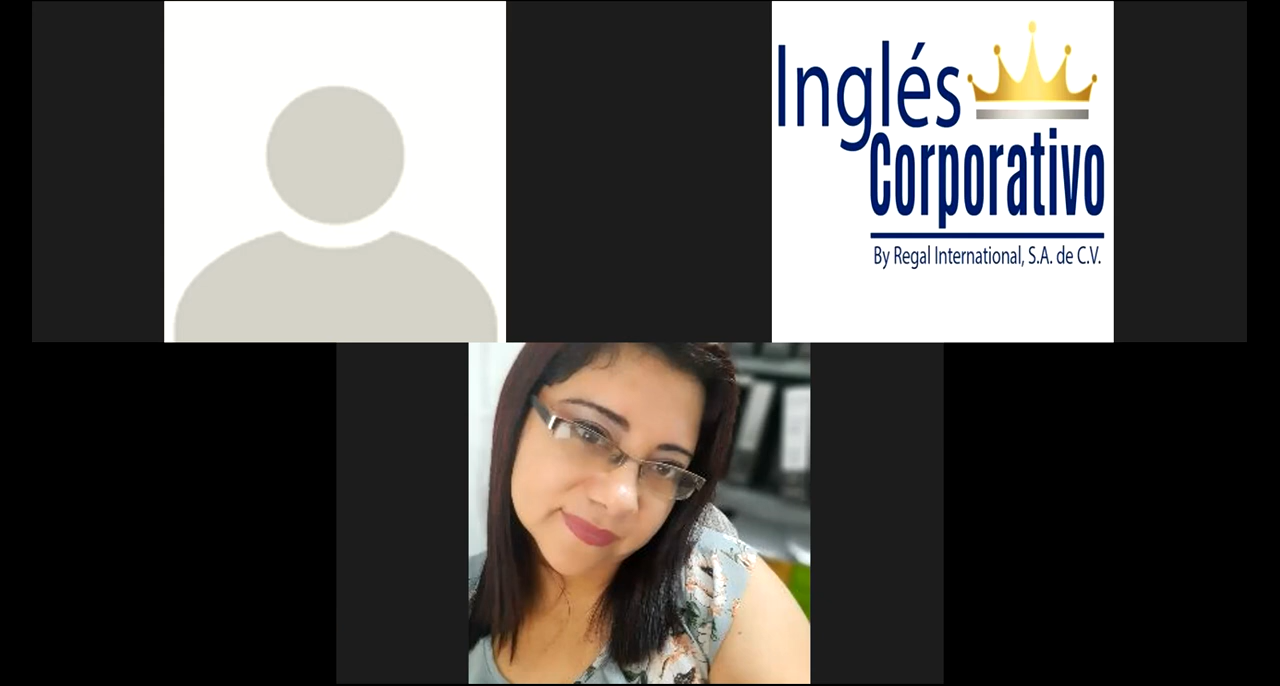 Inglés
Corporativo
By Regal International, S.A. de C.V.